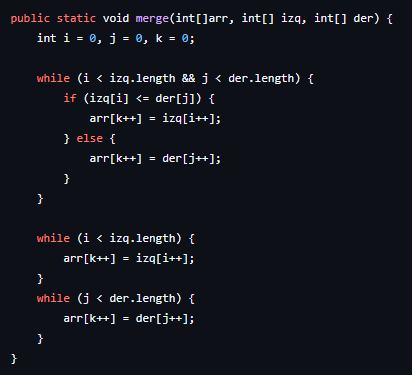 public static void merge(int[]arr, int[] izq, int[] der) {
    int i = 0, j = 0, k = 0;

    while (i < izq.length && j < der.length) {
        if (izq[i] <= der[j]) {
            arr[k++] = izq[i++];
        } else {
            arr[k++] = der[j++];
        }
    }

    while (i < izq.length) {
        arr[k++] = izq[i++];
    }
    while (j < der.length) {
        arr[k++] = der[j++];
    }
}